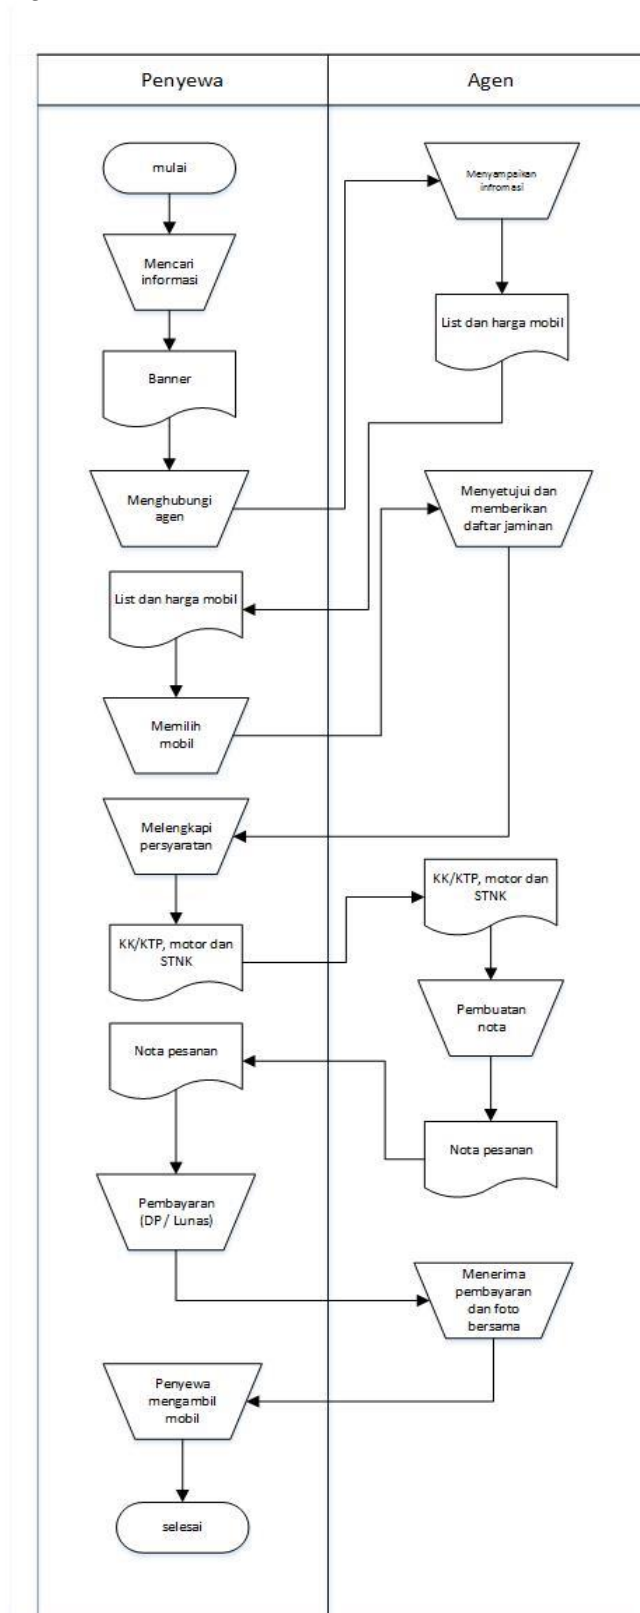 Penyewa
Agen
mulai
Menyampaikan
infromasi
Mencari
informasi
List dan harga mobil
Banner
Menghubungi
agen
Menyetujui dan
memberikan
daftar jaminan
List dan harga mobil
Memilih
mobil
Melengkapi
persyaratan
KK/KTP, motor dan
STNK
KK/KTP, motor dan
STNK
Pembuatan
nota
Nota pesanan
Nota pesanan
Pembayaran
(DP / Lunas)
Menerima
pembayaran
dan foto
bersama
Penyewa
mengambil
mobil
selesai